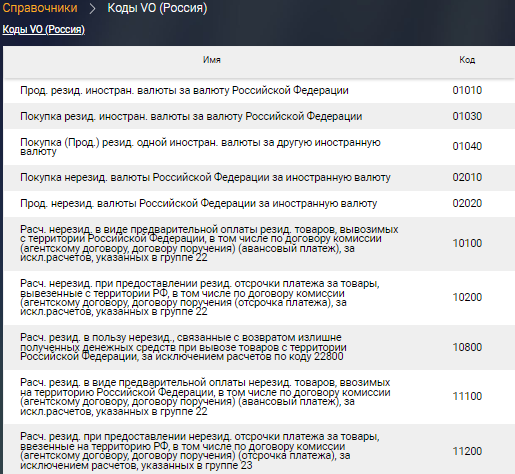 Справочники > Коды VO (Россия)
Коды VO (Россия)
Имя Код
Прод. резид. иностран. валюты за валюту Российской Федерации 01010
Покупка резид. иностран. валюты за валюту Российской Федерации 01030
Покупка (Прод.) резид. одной иностран. валюты за другую иностранную
валюту 01040
Покупка нерезид. валюты Российской Федерации за иностранную валюту 02010
Прод. нерезид. валюты Российской Федерации за иностранную валюту 02020
Расч. нерезид. в виде предварительной оплаты резид. товаров, вывозимых
с территории Российской Федерации, в том числе по договору комиссии
(агентскому договору, договору поручения) (авансовый платеж), за
искл.расчетов, указанных в группе 22 10100
Расч. нерезид. при предоставлении резид. отсрочки платежа за товары,
вывезенные с территории РФ, в том числе по договору комиссии
(агентскому договору, договору поручения) (отсрочка платежа), за
искл.расчетов, указанных в группе 22 10200
Расч. резид. в пользу нерезид., связанные с возвратом излишне
полученных денежных средств при вывозе товаров с территории
Российской Федерации, за исключением расчетов по коду 22800 10800
Расч. резид. в виде предварительной оплаты нерезид. товаров, ввозимых
на территорию Российской Федерации, в том числе по договору комиссии
(агентскому договору, договору поручения) (авансовый платеж), за
искл.расчетов, указанных в группе 22 11100
Расч. резид. при предоставлении нерезид. отсрочки платежа за товары,
ввезенные на территорию РФ, в том числе по договору комиссии
(агентскому договору, договору поручения) (отсрочка платежа), за
исключением расчетов, указанных в группе 23 11200